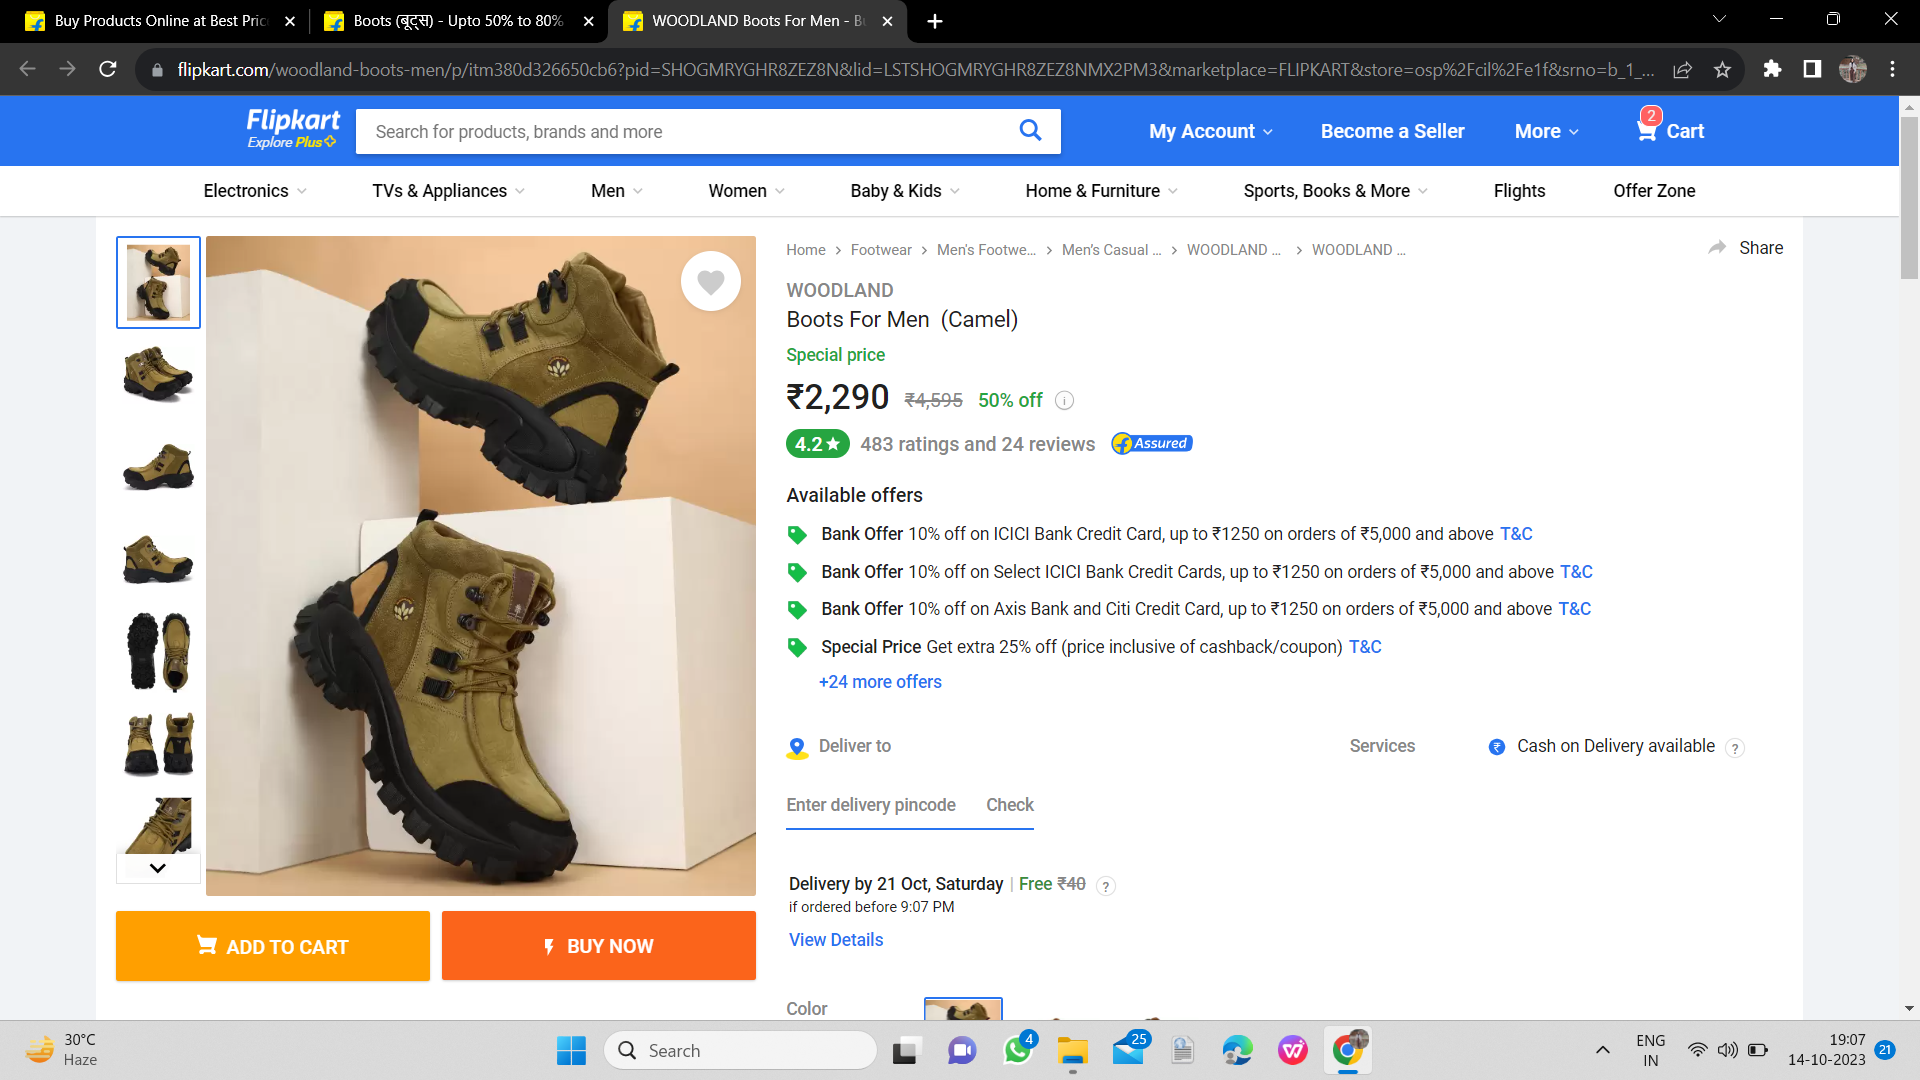 Buy Products Online at Best Pric
Boots (बूट्स) - Upto 50% to 80%
WOODLAND Boots For Men - Bu
flipkart.com/woodland-boots-men/p/itm380d326650cb6?pid=SHOGMRYGHR8ZEZ8N&lid=LSTSHOGMRYGHR8ZEZ8NMX2PM3&marketplace=FLIPKART&store=osp%2Fcil%2Fe1f&srno=b_1_...
Flipkart
Explore Plus
Search for products, brands and more
My Account
Become a Seller
More
2
Cart
Electronics
TVs & Appliances
Men
Women
Baby & Kids
Home & Furniture
Sports, Books & More
Flights
Offer Zone
Home > Footwear > Men's Footwe... > Men's Casual ... > WOODLAND ... > WOODLAND ...
Share
WOODLAND
Boots For Men (Camel)
Special price
₹2,290 ₹4,595 50% off
4.2★ 483 ratings and 24 reviews Assured
Available offers
Bank Offer 10% off on ICICI Bank Credit Card, up to ₹1250 on orders of ₹5,000 and above T&C
Bank Offer 10% off on Select ICICI Bank Credit Cards, up to ₹1250 on orders of ₹5,000 and above T&C
Bank Offer 10% off on Axis Bank and Citi Credit Card, up to ₹1250 on orders of ₹5,000 and above T&C
Special Price Get extra 25% off (price inclusive of cashback/coupon) T&C
+24 more offers
Deliver to
Services
₹ Cash on Delivery available ?
Enter delivery pincode
Check
Delivery by 21 Oct, Saturday | Free ₹40 ?
if ordered before 9:07 PM
View Details
ADD TO CART
BUY NOW
Color
30°C
Haze
Search
4
25
ENG
IN
19:07
14-10-2023
21